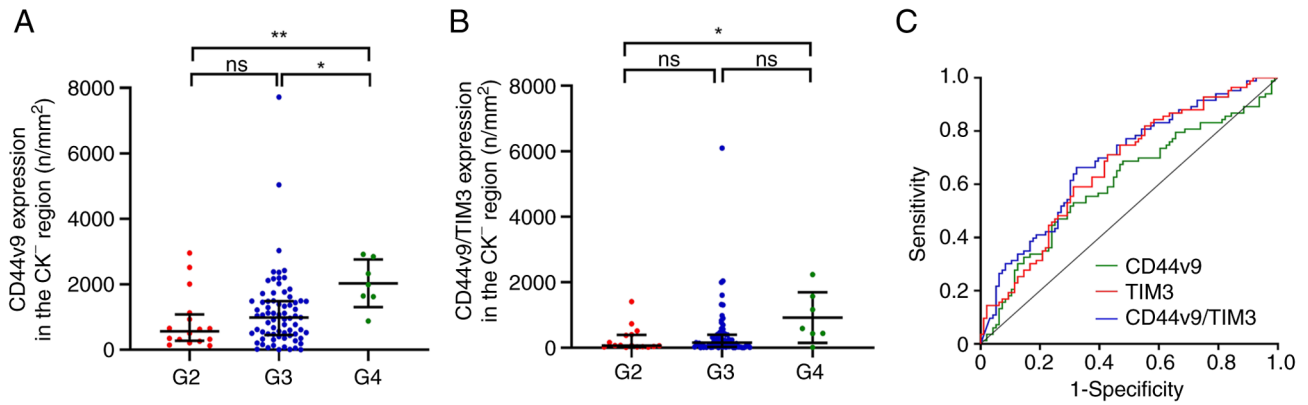 A
**
ns
*
CD44v9 expression
in the CK⁻ region (n/mm²)
8000
6000
4000
2000
0
G2 G3 G4
B
*
ns
ns
CD44v9/TIM3 expression
in the CK⁻ region (n/mm²)
8000
6000
4000
2000
0
G2 G3 G4
C
Sensitivity
1.0
0.8
0.6
0.4
0.2
0
CD44v9
TIM3
CD44v9/TIM3
0 0.2 0.4 0.6 0.8 1.0
1-Specificity